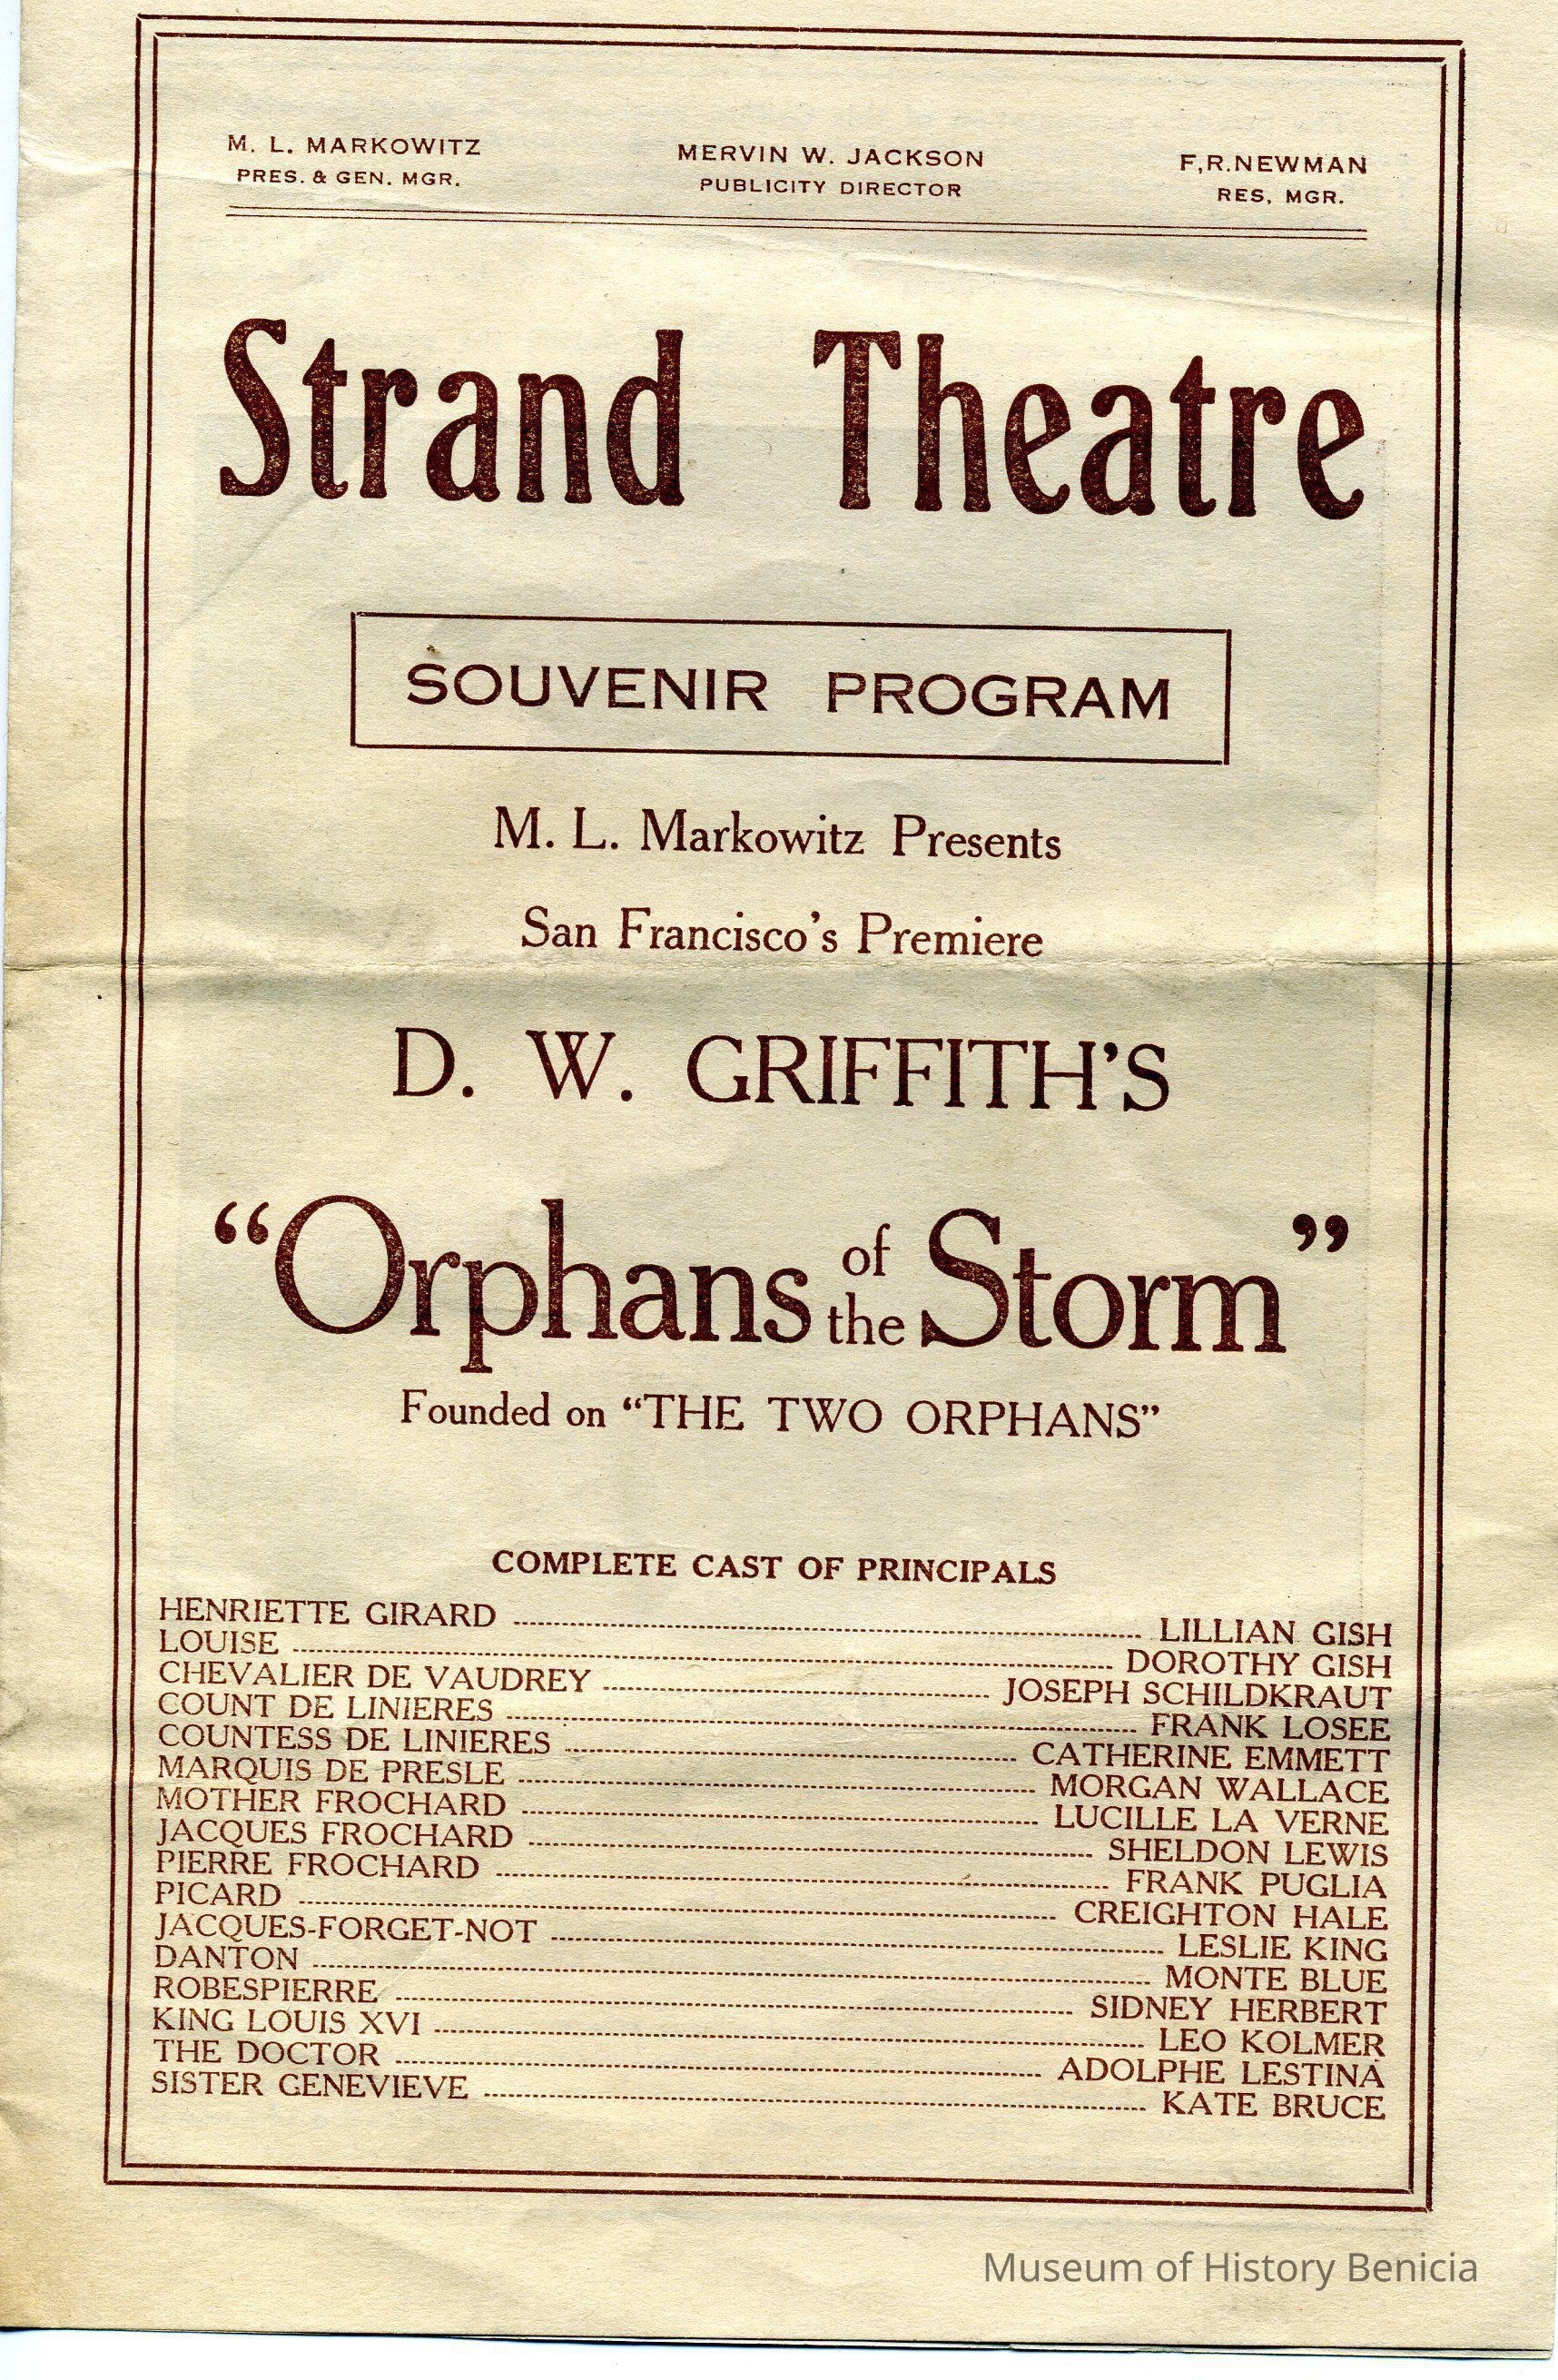 M. L. MARKOWITZ
PRES. & GEN. MGR.
MERVIN W. JACKSON
PUBLICITY DIRECTOR
F,R.NEWMAN
RES, MGR.
Strand Theatre
SOUVENIR PROGRAM
M. L. Markowitz Presents
San Francisco's Premiere
D. W. GRIFFITH'S
“Orphans of the Storm”
Founded on “THE TWO ORPHANS”
COMPLETE CAST OF PRINCIPALS
HENRIETTE GIRARD ........ LILLIAN GISH
LOUISE ........ DOROTHY GISH
CHEVALIER DE VAUDREY ........ JOSEPH SCHILDKRAUT
COUNT DE LINIERES ........ FRANK LOSEE
COUNTESS DE LINIERES ........ CATHERINE EMMETT
MARQUIS DE PRESLE ........ MORGAN WALLACE
MOTHER FROCHARD ........ LUCILLE LA VERNE
JACQUES FROCHARD ........ SHELDON LEWIS
PIERRE FROCHARD ........ FRANK PUGLIA
PICARD ........ CREIGHTON HALE
JACQUES-FORGET-NOT ........ LESLIE KING
DANTON ........ MONTE BLUE
ROBESPIERRE ........ SIDNEY HERBERT
KING LOUIS XVI ........ LEO KOLMER
THE DOCTOR ........ ADOLPHE LESTINA
SISTER GENEVIEVE ........ KATE BRUCE
Museum of History Benicia